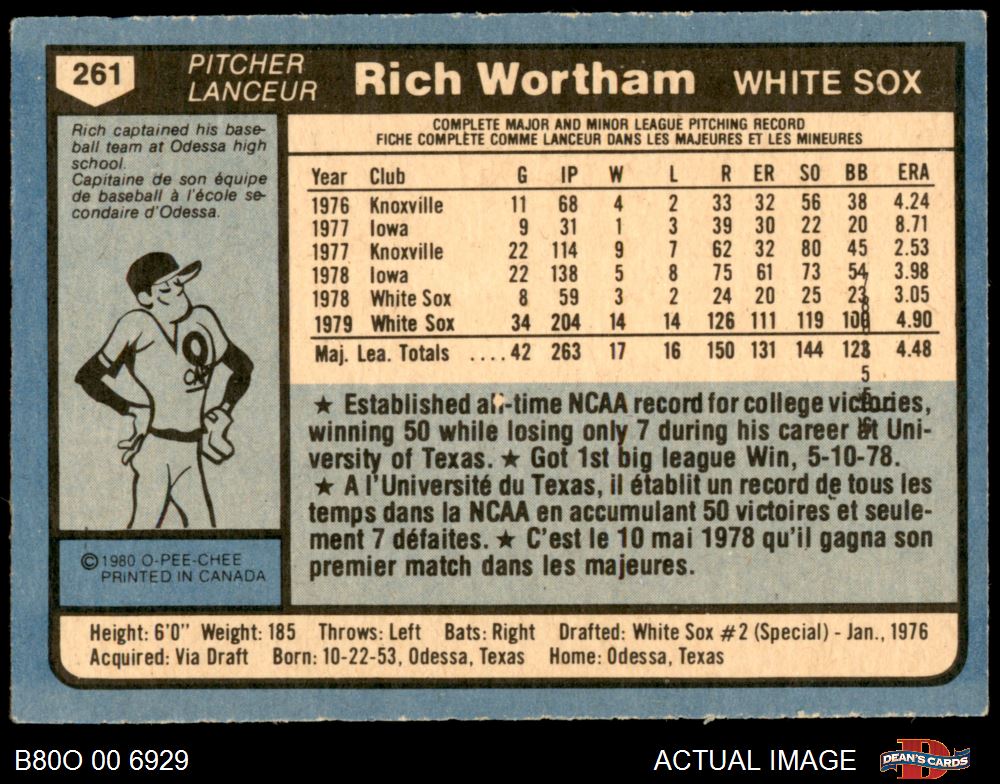 261 PITCHER LANCEUR Rich Wortham WHITE SOX
Rich captained his base-
ball team at Odessa high
school.
Capitaine de son équipe
de baseball à l'école se-
condaire d'Odessa.
COMPLETE MAJOR AND MINOR LEAGUE PITCHING RECORD
FICHE COMPLÈTE COMME LANCEUR DANS LES MAJEURES ET LES MINEURES
Year Club G IP W L R ER SO BB ERA
1976 Knoxville 11 68 4 2 33 32 56 38 4.24
1977 Iowa 9 31 1 3 39 30 22 20 8.71
1977 Knoxville 22 114 9 7 62 32 80 45 2.53
1978 Iowa 22 138 5 8 75 61 73 54 3.98
1978 White Sox 8 59 3 2 24 20 25 23 3.05
1979 White Sox 34 204 14 14 126 111 119 100 4.90
Maj. Lea. Totals .... 42 263 17 16 150 131 144 123 4.48
★ Established all-time NCAA record for college victories,
winning 50 while losing only 7 during his career at Uni-
versity of Texas. ★ Got 1st big league Win, 5-10-78.
★ A l'Université du Texas, il établit un record de tous les
temps dans la NCAA en accumulant 50 victoires et seule-
ment 7 défaites. ★ C'est le 10 mai 1978 qu'il gagna son
premier match dans les majeures.
©1980 O-PEE-CHEE
PRINTED IN CANADA
Height: 6'0" Weight: 185 Throws: Left Bats: Right Drafted: White Sox #2 (Special) - Jan., 1976
Acquired: Via Draft Born: 10-22-53, Odessa, Texas Home: Odessa, Texas
B80O 00 6929 ACTUAL IMAGE DEAN'S CARDS